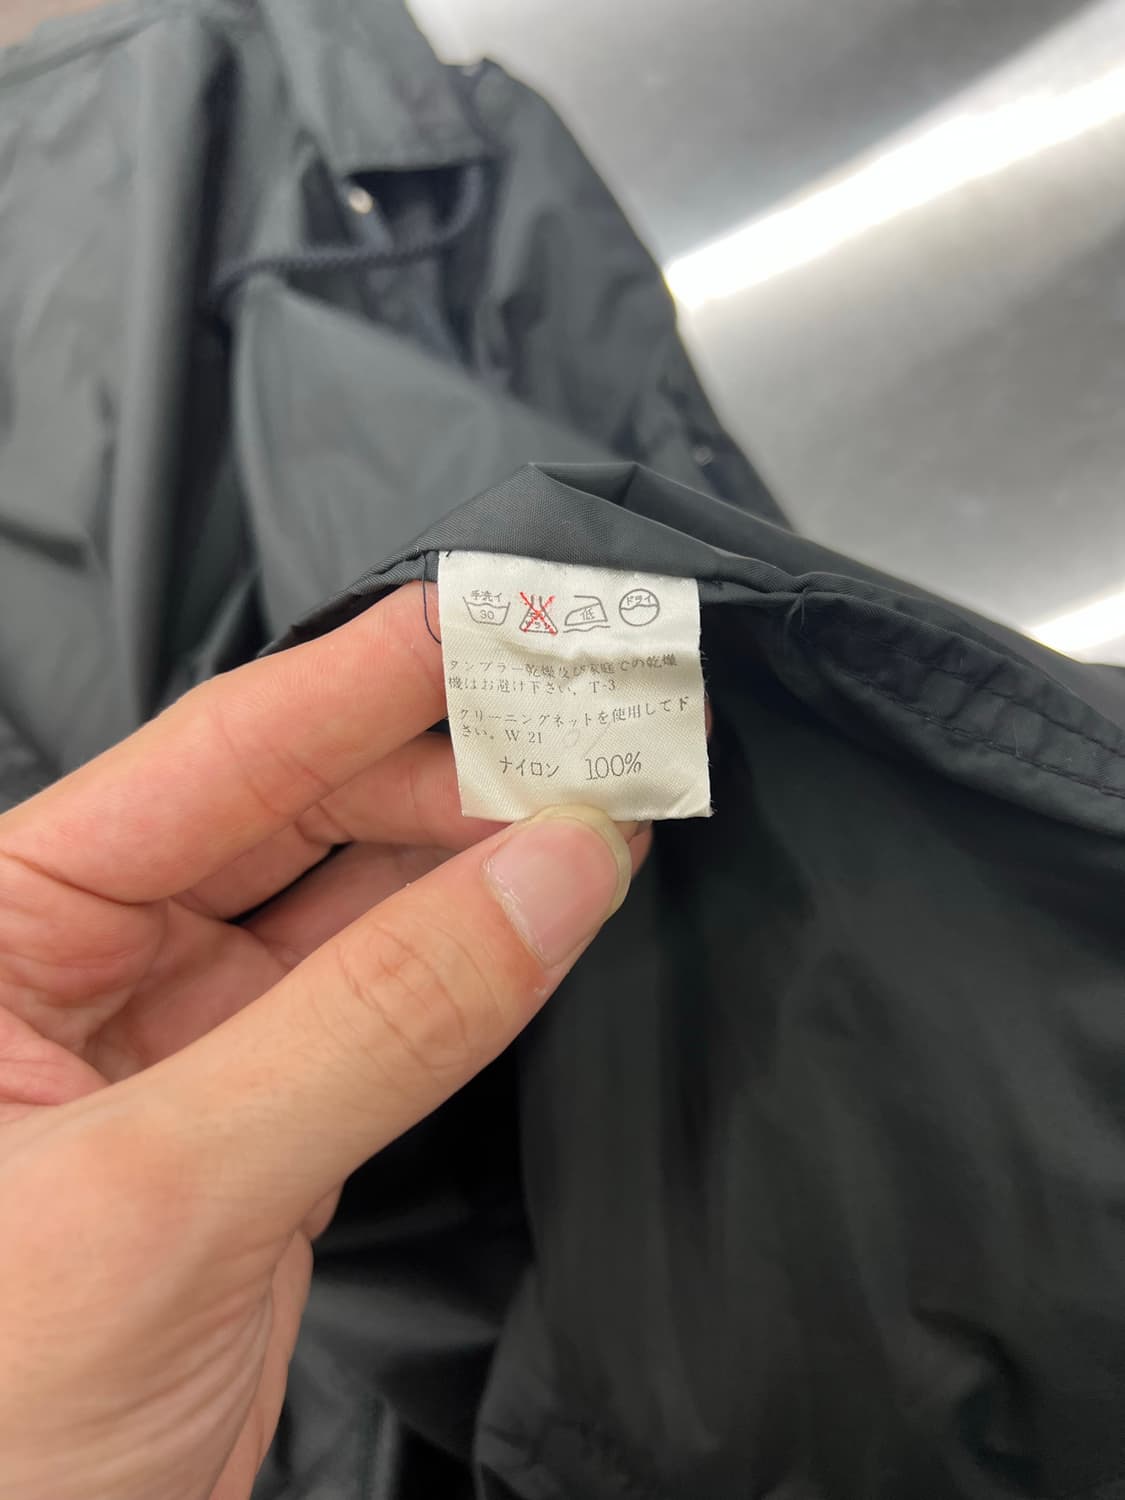 手洗イ
30
低
ドライ
タンブラー乾燥及び家庭での乾燥
機はお避け下さい。T-3
クリーニングネットを使用して下
さい。W 21
ナイロン 100%